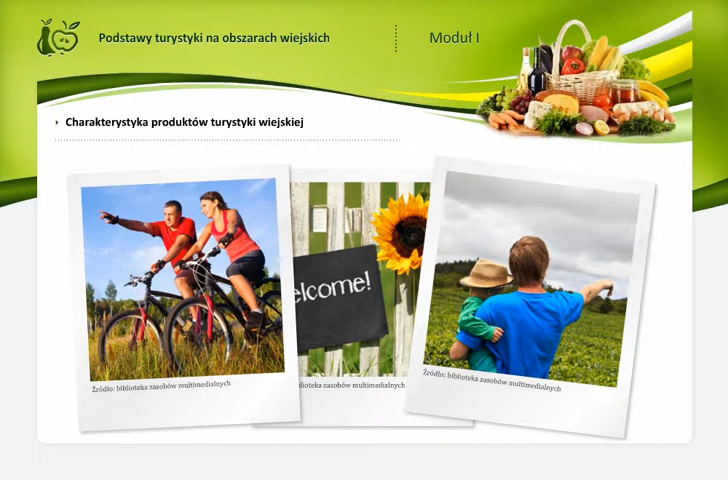 Podstawy turystyki na obszarach wiejskich
Moduł I
Charakterystyka produktów turystyki wiejskiej
elcome!
Źródło: biblioteka zasobów multimedialnych
blioteka zasobów multimedialnych
Źródło: biblioteka zasobów multimedialnych